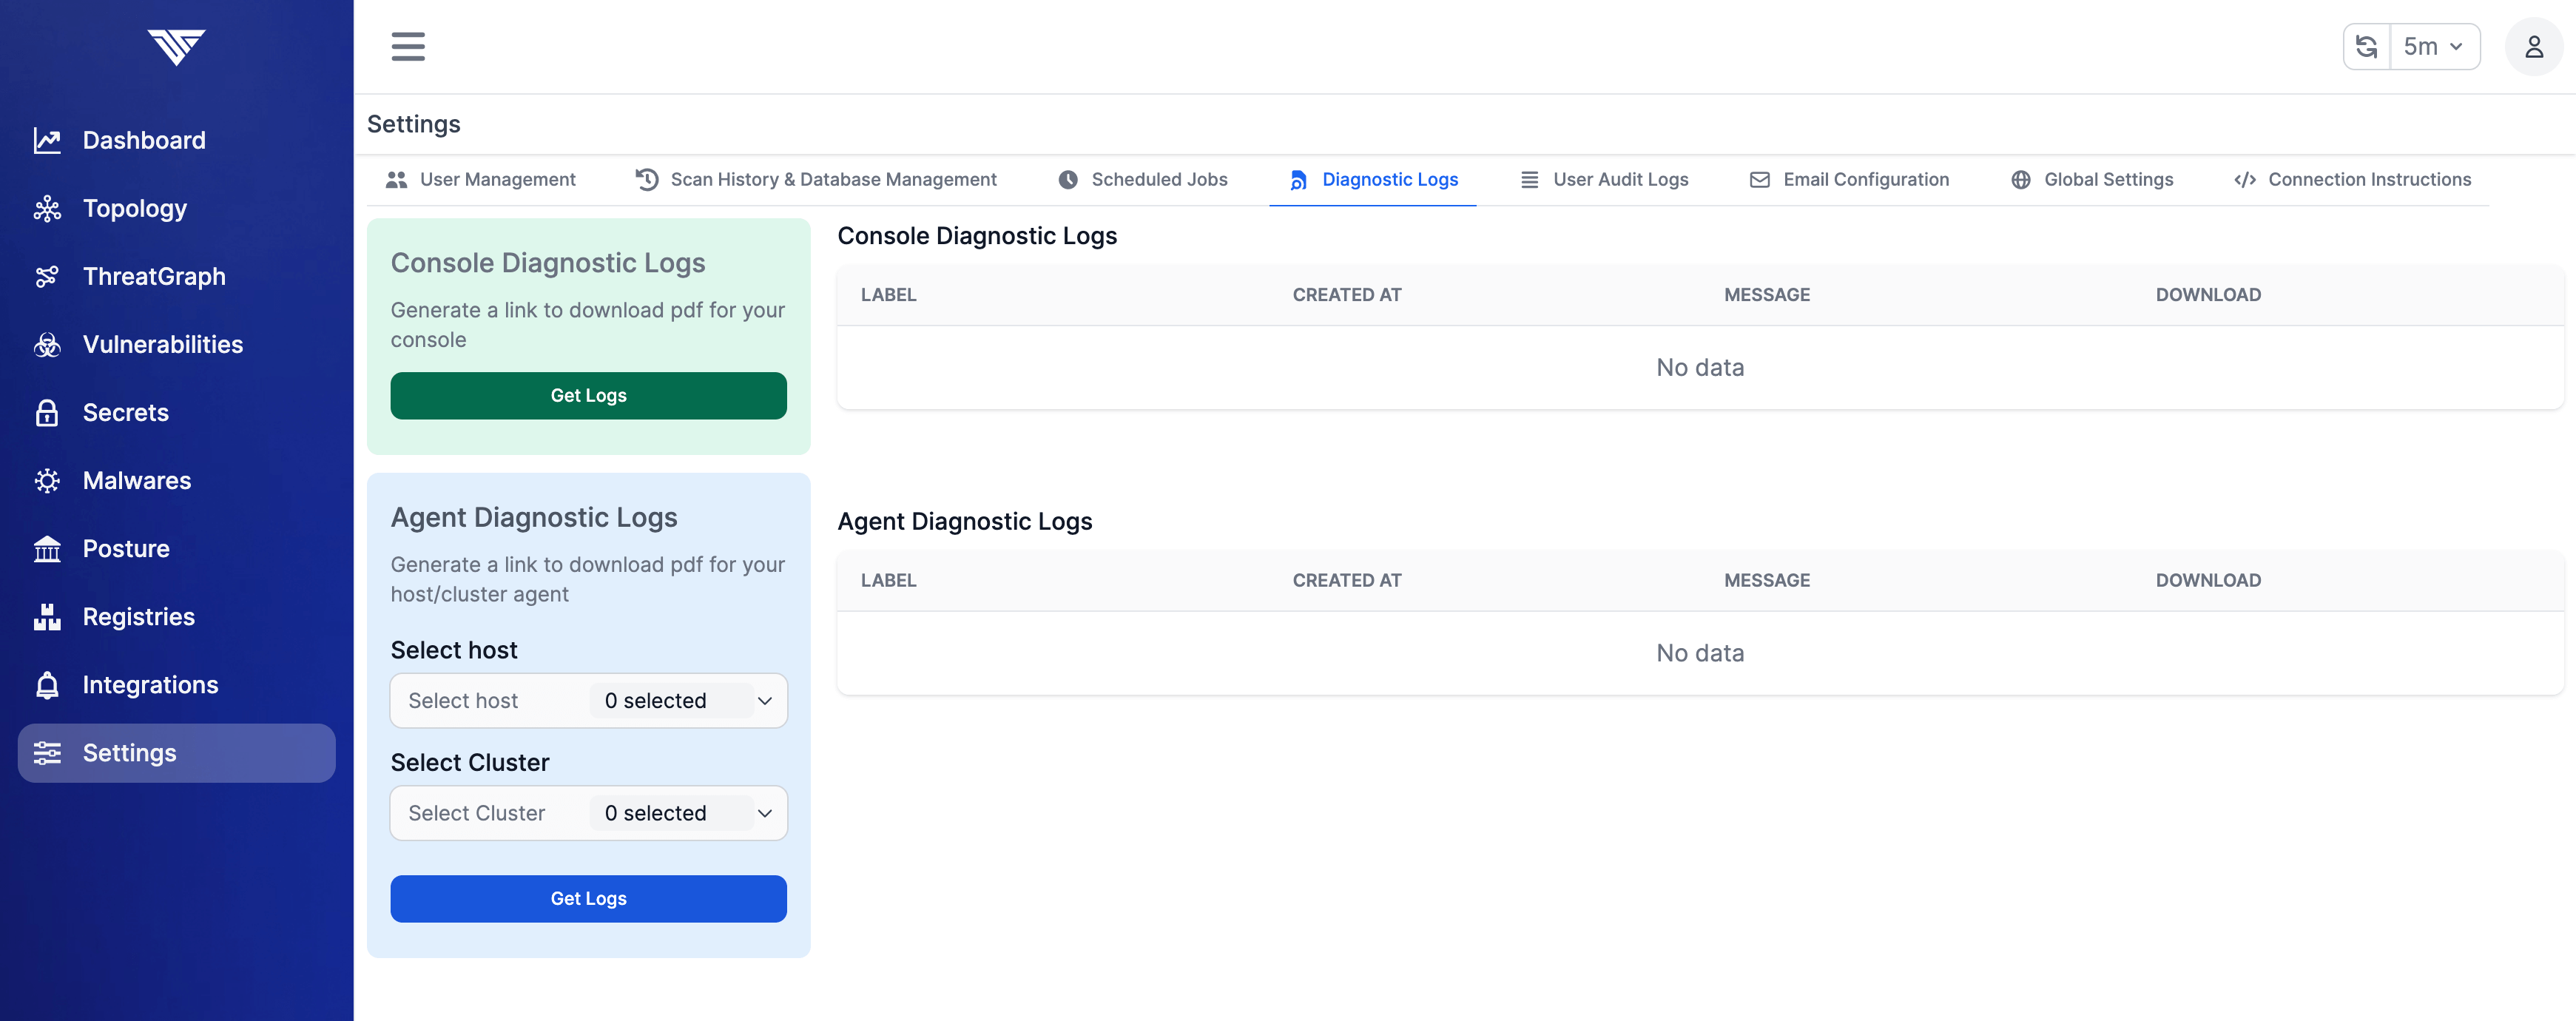 5m
Dashboard
Topology
ThreatGraph
Vulnerabilities
Secrets
Malwares
Posture
Registries
Integrations
Settings
Settings
User Management
Scan History & Database Management
Scheduled Jobs
Diagnostic Logs
User Audit Logs
Email Configuration
Global Settings
Connection Instructions
Console Diagnostic Logs
Generate a link to download pdf for your
console
Get Logs
Agent Diagnostic Logs
Generate a link to download pdf for your
host/cluster agent
Select host
Select host 0 selected
Select Cluster
Select Cluster 0 selected
Get Logs
Console Diagnostic Logs
LABEL CREATED AT MESSAGE DOWNLOAD
No data
Agent Diagnostic Logs
LABEL CREATED AT MESSAGE DOWNLOAD
No data